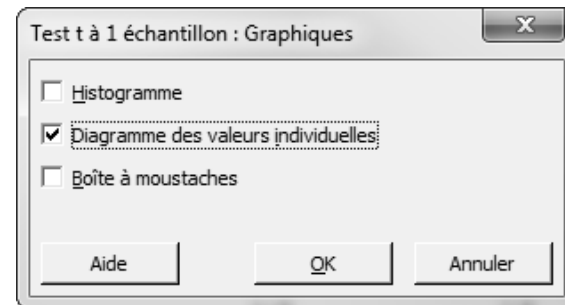 Test t à 1 échantillon : Graphiques
Histogramme
Diagramme des valeurs individuelles
Boîte à moustaches
Aide
OK
Annuler